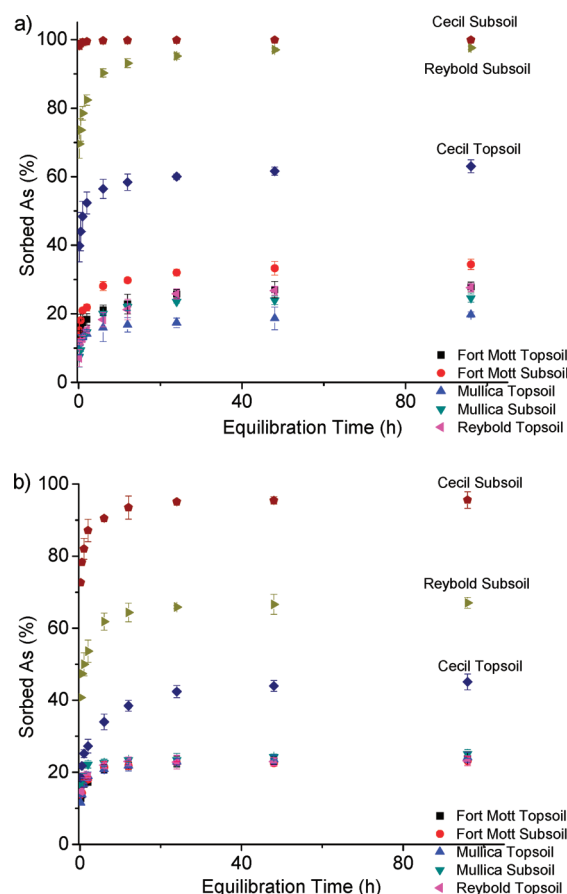 a)
100
80
60
40
20
0
Sorbed As (%)
Cecil Subsoil
Reybold Subsoil
Cecil Topsoil
Fort Mott Topsoil
Fort Mott Subsoil
Mullica Topsoil
Mullica Subsoil
Reybold Topsoil
0 40 80
Equilibration Time (h)
b)
100
80
60
40
20
0
Sorbed As (%)
Cecil Subsoil
Reybold Subsoil
Cecil Topsoil
Fort Mott Topsoil
Fort Mott Subsoil
Mullica Topsoil
Mullica Subsoil
Reybold Topsoil
0 40 80
Equilibration Time (h)